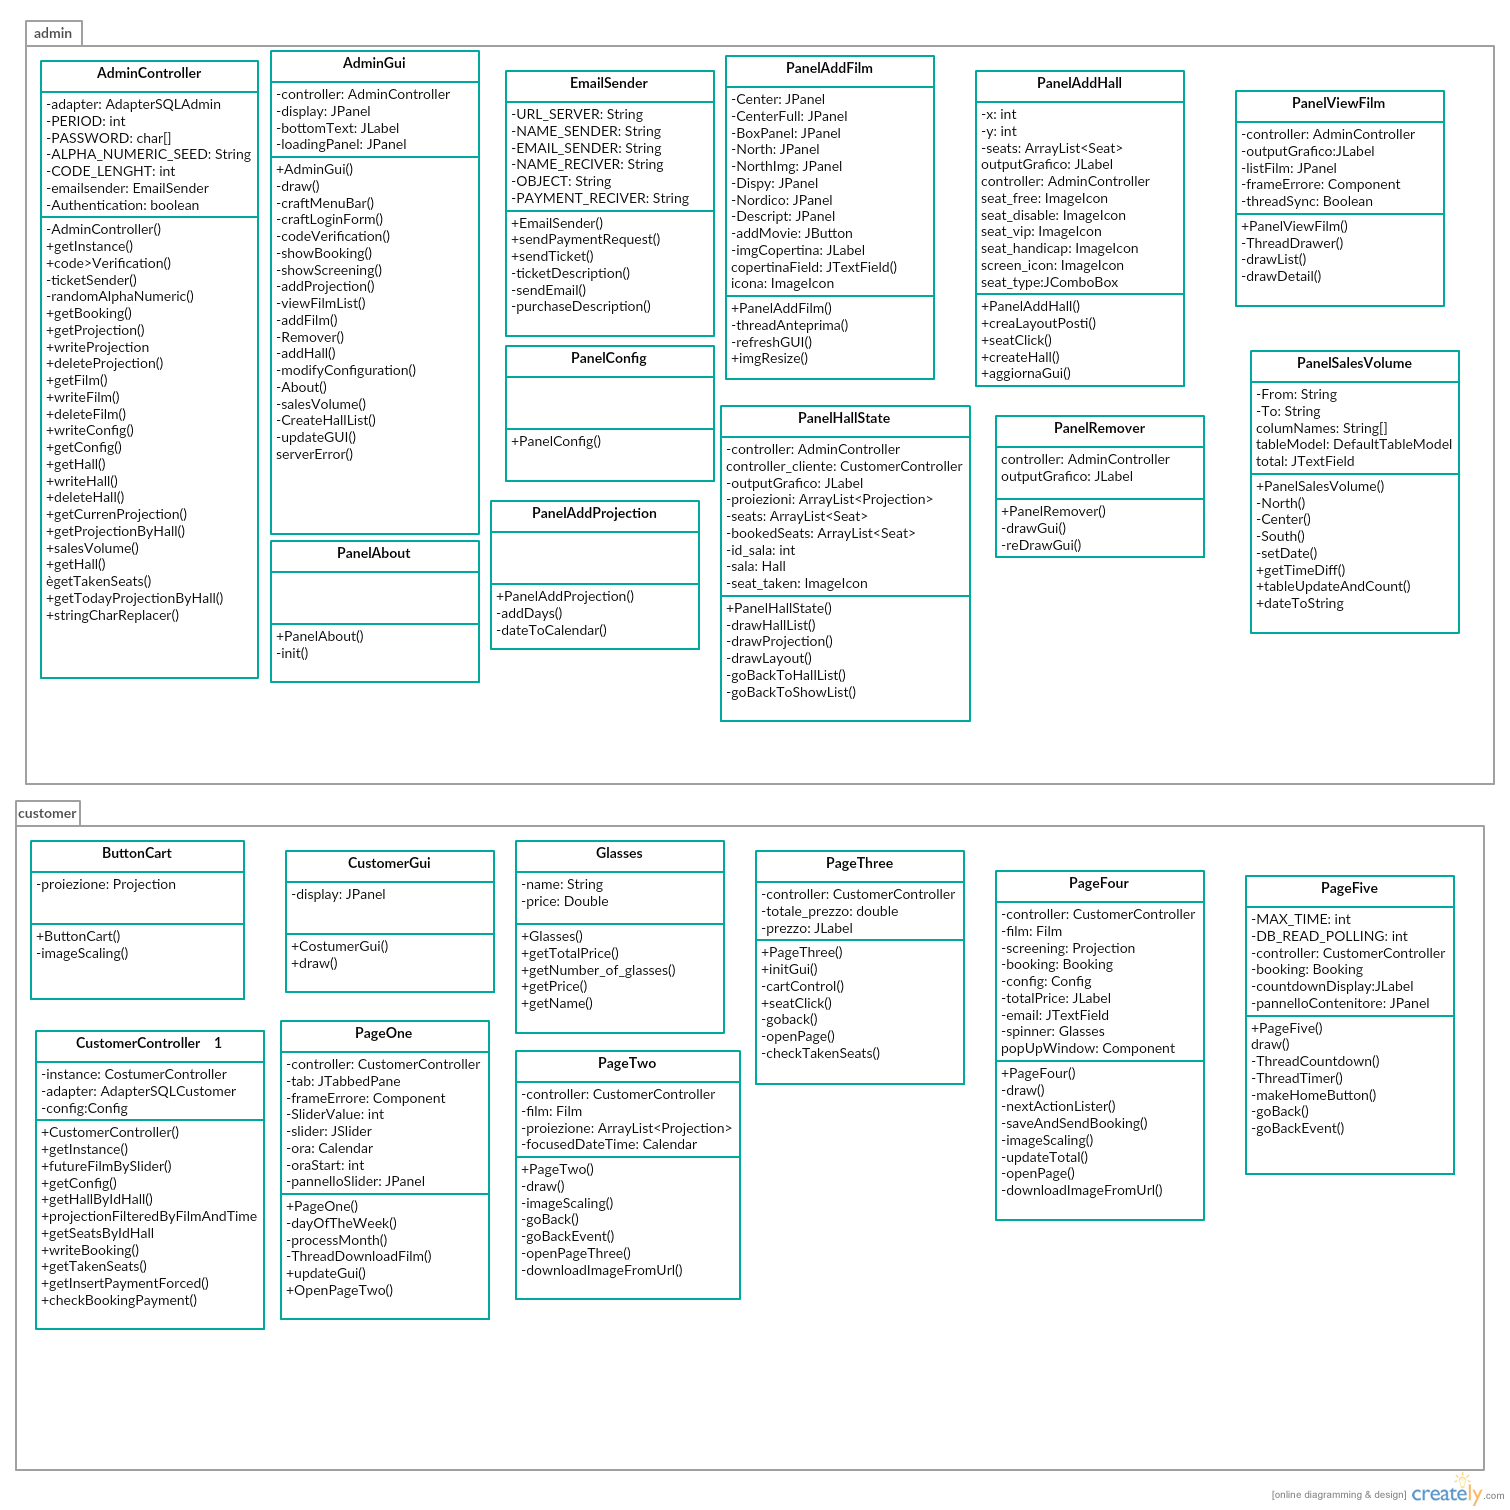 admin
AdminController
-adapter: AdapterSQLAdmin
-PERIOD: int
-PASSWORD: char[]
-ALPHA_NUMERIC_SEED: String
-CODE_LENGHT: int
-emailsender: EmailSender
-Authentication: boolean
-AdminController()
+getInstance()
+code>Verification()
-ticketSender()
-randomAlphaNumeric()
+getBooking()
+getProjection()
+writeProjection
+deleteProjection()
+getFilm()
+writeFilm()
+deleteFilm()
+writeConfig()
+getConfig()
+getHall()
+writeHall()
+deleteHall()
+getCurrenProjection()
+getProjectionByHall()
+salesVolume()
+getHall()
ègetTakenSeats()
+getTodayProjectionByHall()
+stringCharReplacer()
AdminGui
-controller: AdminController
-display: JPanel
-bottomText: JLabel
-loadingPanel: JPanel
+AdminGui()
-draw()
-craftMenuBar()
-craftLoginForm()
-codeVerification()
-showBooking()
-showScreening()
-addProjection()
-viewFilmList()
-addFilm()
-Remover()
-addHall()
-modifyConfiguration()
-About()
-salesVolume()
-CreateHallList()
-updateGUI()
serverError()
PanelAbout
+PanelAbout()
-init()
EmailSender
-URL_SERVER: String
-NAME_SENDER: String
-EMAIL_SENDER: String
-NAME_RECIVER: String
-OBJECT: String
-PAYMENT_RECIVER: String
+EmailSender()
+sendPaymentRequest()
+sendTicket()
-ticketDescription()
-sendEmail()
-purchaseDescription()
PanelConfig
+PanelConfig()
PanelAddProjection
+PanelAddProjection()
-addDays()
-dateToCalendar()
PanelAddFilm
-Center: JPanel
-CenterFull: JPanel
-BoxPanel: JPanel
-North: JPanel
-NorthImg: JPanel
-Dispy: JPanel
-Nordico: JPanel
-Descript: JPanel
-addMovie: JButton
-imgCopertina: JLabel
copertinaField: JTextField()
icona: ImageIcon
+PanelAddFilm()
-threadAnteprima()
-refreshGUI()
+imgResize()
PanelHallState
-controller: AdminController
controller_cliente: CustomerController
-outputGrafico: JLabel
-proiezioni: ArrayList<Projection>
-seats: ArrayList<Seat>
-bookedSeats: ArrayList<Seat>
-id_sala: int
-sala: Hall
-seat_taken: ImageIcon
+PanelHallState()
-drawHallList()
-drawProjection()
-drawLayout()
-goBackToHallList()
-goBackToShowList()
PanelAddHall
-x: int
-y: int
-seats: ArrayList<Seat>
outputGrafico: JLabel
controller: AdminController
seat_free: ImageIcon
seat_disable: ImageIcon
seat_vip: ImageIcon
seat_handicap: ImageIcon
screen_icon: ImageIcon
seat_type:JComboBox
+PanelAddHall()
+creaLayoutPosti()
+seatClick()
+createHall()
+aggiornaGui()
PanelRemover
controller: AdminController
outputGrafico: JLabel
+PanelRemover()
-drawGui()
-reDrawGui()
PanelViewFilm
-controller: AdminController
-outputGrafico:JLabel
-listFilm: JPanel
-frameErrore: Component
-threadSync: Boolean
+PanelViewFilm()
-ThreadDrawer()
-drawList()
-drawDetail()
PanelSalesVolume
-From: String
-To: String
columNames: String[]
tableModel: DefaultTableModel
total: JTextField
+PanelSalesVolume()
-North()
-Center()
-South()
-setDate()
+getTimeDiff()
+tableUpdateAndCount()
+dateToString
customer
ButtonCart
-proiezione: Projection
+ButtonCart()
-imageScaling()
CustomerController 1
-instance: CostumerController
-adapter: AdapterSQLCustomer
-config:Config
+CustomerController()
+getInstance()
+futureFilmBySlider()
+getConfig()
+getHallByIdHall()
+projectionFilteredByFilmAndTime
+getSeatsByIdHall
+writeBooking()
+getTakenSeats()
+getInsertPaymentForced()
+checkBookingPayment()
CustomerGui
-display: JPanel
+CostumerGui()
+draw()
PageOne
-controller: CustomerController
-tab: JTabbedPane
-frameErrore: Component
-SliderValue: int
-slider: JSlider
-ora: Calendar
-oraStart: int
-pannelloSlider: JPanel
+PageOne()
-dayOfTheWeek()
-processMonth()
-ThreadDownloadFilm()
+updateGui()
+OpenPageTwo()
Glasses
-name: String
-price: Double
+Glasses()
+getTotalPrice()
+getNumber_of_glasses()
+getPrice()
+getName()
PageTwo
-controller: CustomerController
-film: Film
-proiezione: ArrayList<Projection>
-focusedDateTime: Calendar
+PageTwo()
-draw()
-imageScaling()
-goBack()
-goBackEvent()
-openPageThree()
-downloadImageFromUrl()
PageThree
-controller: CustomerController
-totale_prezzo: double
-prezzo: JLabel
+PageThree()
+initGui()
-cartControl()
+seatClick()
-goback()
-openPage()
-checkTakenSeats()
PageFour
-controller: CustomerController
-film: Film
-screening: Projection
-booking: Booking
-config: Config
-totalPrice: JLabel
-email: JTextField
-spinner: Glasses
popUpWindow: Component
+PageFour()
-draw()
-nextActionLister()
-saveAndSendBooking()
-imageScaling()
-updateTotal()
-openPage()
-downloadImageFromUrl()
PageFive
-MAX_TIME: int
-DB_READ_POLLING: int
-controller: CustomerController
-booking: Booking
-countdownDisplay:JLabel
-pannelloContenitore: JPanel
+PageFive()
draw()
-ThreadCountdown()
-ThreadTimer()
-makeHomeButton()
-goBack()
-goBackEvent()
[online diagramming & design] creately.com